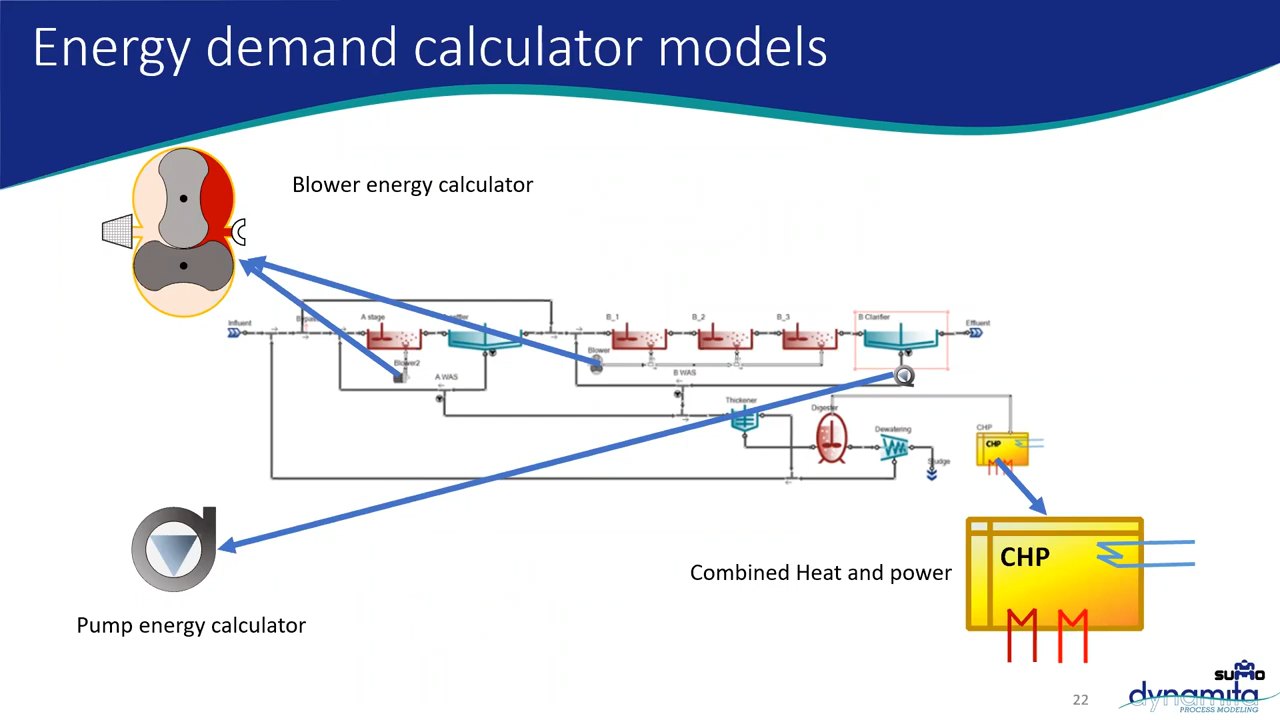 Energy demand calculator models
Blower energy calculator
Influent
A stage
B_1
B_2
B_3
B Clarifier
Effluent
Blower2
Blower
A WAS
B WAS
Thickener
Digester
Dewatering
CHP
CHP
Sludge
CHP
Combined Heat and power
Pump energy calculator
22
sumo
dynamita
PROCESS MODELING